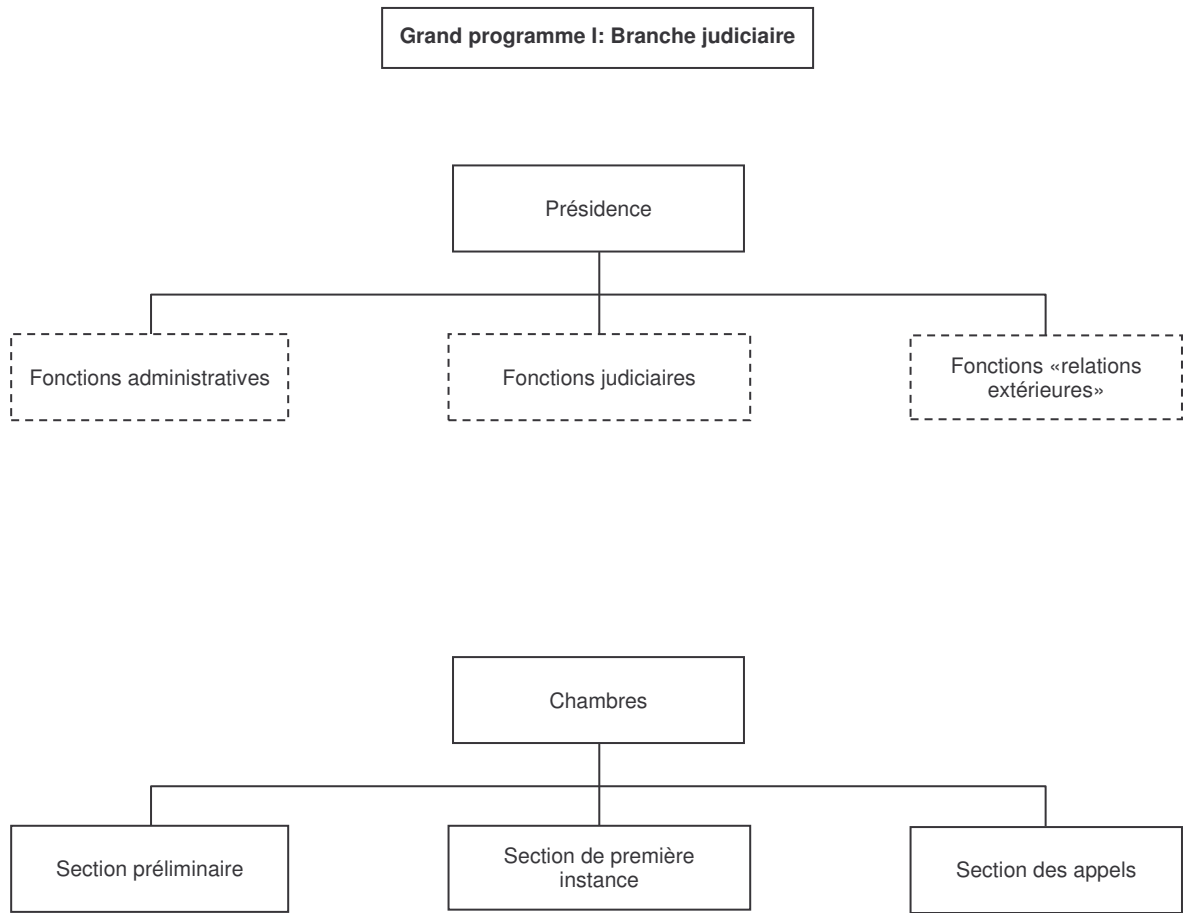 Grand programme I: Branche judiciaire
Présidence
Fonctions administratives
Fonctions judiciaires
Fonctions «relations
extérieures»
Chambres
Section préliminaire
Section de première
instance
Section des appels